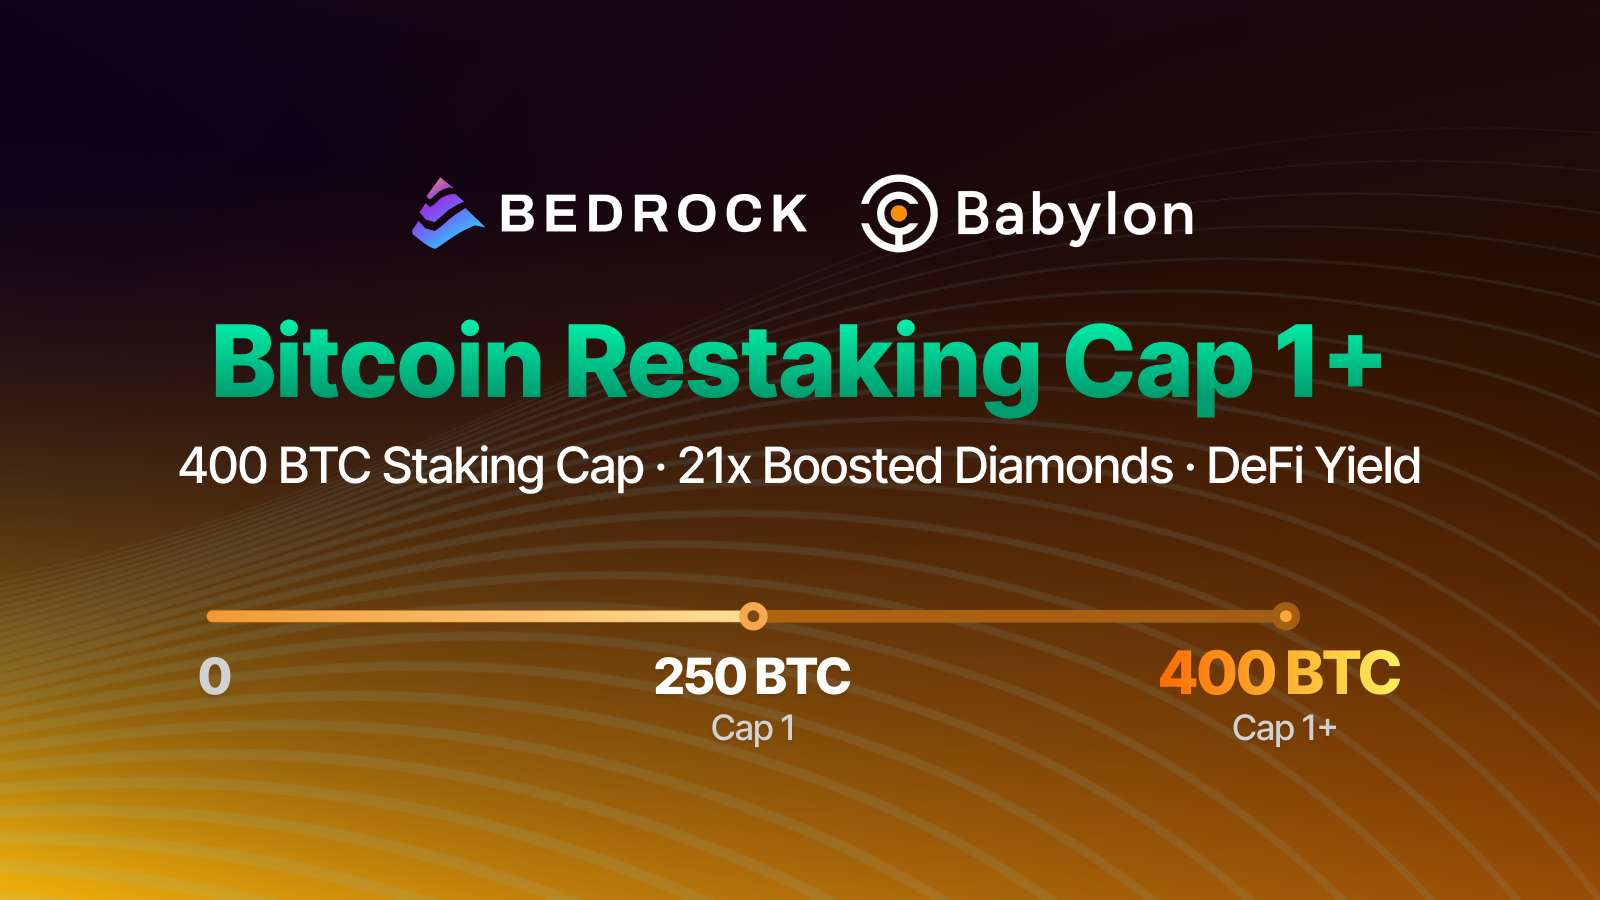 BEDROCK Babylon
Bitcoin Restaking Cap 1+
400 BTC Staking Cap · 21x Boosted Diamonds · DeFi Yield
0 250 BTC 400 BTC
Cap 1 Cap 1+